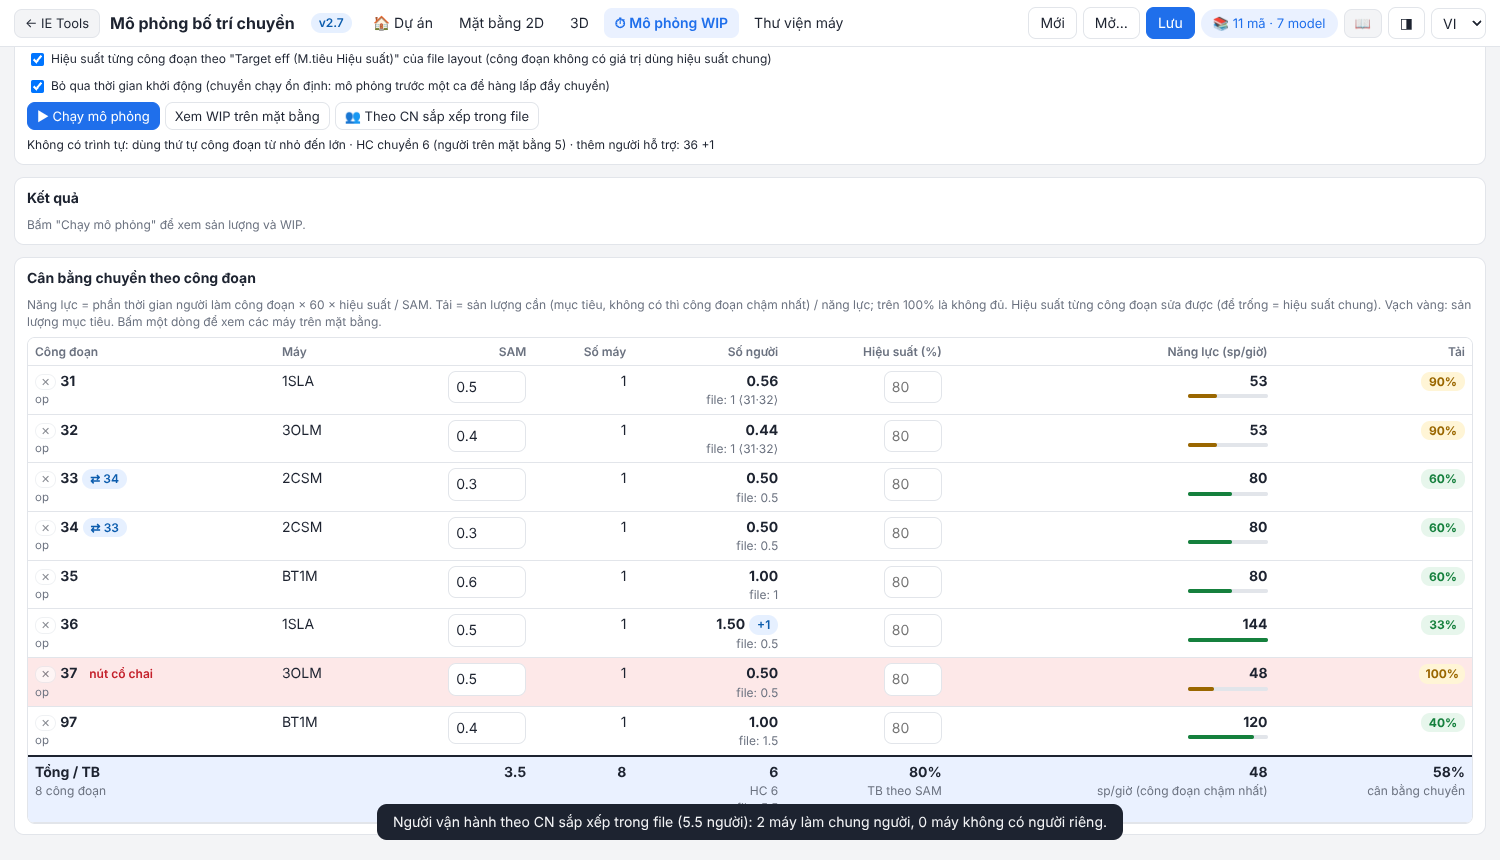 ← IE Tools Mô phỏng bố trí chuyền v2.7 🏠 Dự án Mặt bằng 2D 3D ⏱ Mô phỏng WIP Thư viện máy Mới Mở... Lưu 📚 11 mã · 7 model 📖 ◨ VI
Hiệu suất từng công đoạn theo "Target eff (M.tiêu Hiệu suất)" của file layout (công đoạn không có giá trị dùng hiệu suất chung)
Bỏ qua thời gian khởi động (chuyền chạy ổn định: mô phỏng trước một ca để hàng lấp đầy chuyền)
▶ Chạy mô phỏng Xem WIP trên mặt bằng 👥 Theo CN sắp xếp trong file
Không có trình tự: dùng thứ tự công đoạn từ nhỏ đến lớn · HC chuyền 6 (người trên mặt bằng 5) · thêm người hỗ trợ: 36 +1
Kết quả
Bấm "Chạy mô phỏng" để xem sản lượng và WIP.
Cân bằng chuyền theo công đoạn
Năng lực = phần thời gian người làm công đoạn × 60 × hiệu suất / SAM. Tải = sản lượng cần (mục tiêu, không có thì công đoạn chậm nhất) / năng lực; trên 100% là không đủ. Hiệu suất từng công đoạn sửa được (để trống = hiệu suất chung). Vạch vàng: sản
lượng mục tiêu. Bấm một dòng để xem các máy trên mặt bằng.
Công đoạn Máy SAM Số máy Số người Hiệu suất (%) Năng lực (sp/giờ) Tải
× 31 1SLA 0.5 1 0.56 80 53 90%
op file: 1 (31·32)
× 32 3OLM 0.4 1 0.44 80 53 90%
op file: 1 (31·32)
× 33 ⇄ 34 2CSM 0.3 1 0.50 80 80 60%
op file: 0.5
× 34 ⇄ 33 2CSM 0.3 1 0.50 80 80 60%
op file: 0.5
× 35 BT1M 0.6 1 1.00 80 80 60%
op file: 1
× 36 1SLA 0.5 1 1.50 +1 80 144 33%
op file: 0.5
× 37 nút cổ chai 3OLM 0.5 1 0.50 80 48 100%
op file: 0.5
× 97 BT1M 0.4 1 1.00 80 120 40%
op file: 1.5
Tổng / TB 3.5 8 6 80% 48 58%
8 công đoạn HC 6 TB theo SAM sp/giờ (công đoạn chậm nhất) cân bằng chuyền
Người vận hành theo CN sắp xếp trong file (5.5 người): 2 máy làm chung người, 0 máy không có người riêng.